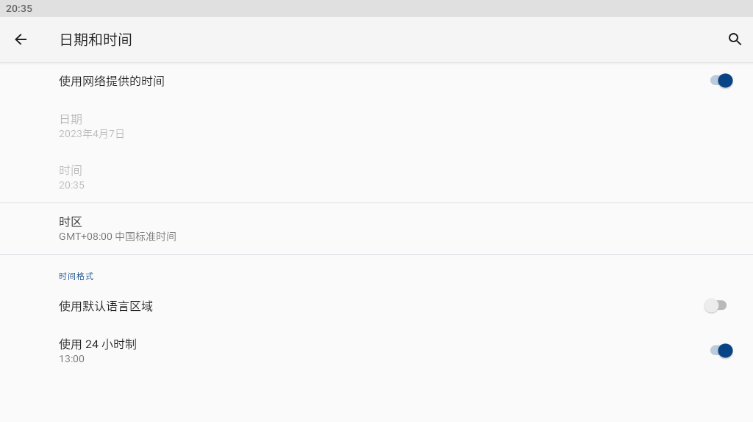 20:35
日期和时间
使用网络提供的时间
日期
2023年4月7日
时间
20:35
时区
GMT+08:00 中国标准时间
时间格式
使用默认语言区域
使用 24 小时制
13:00